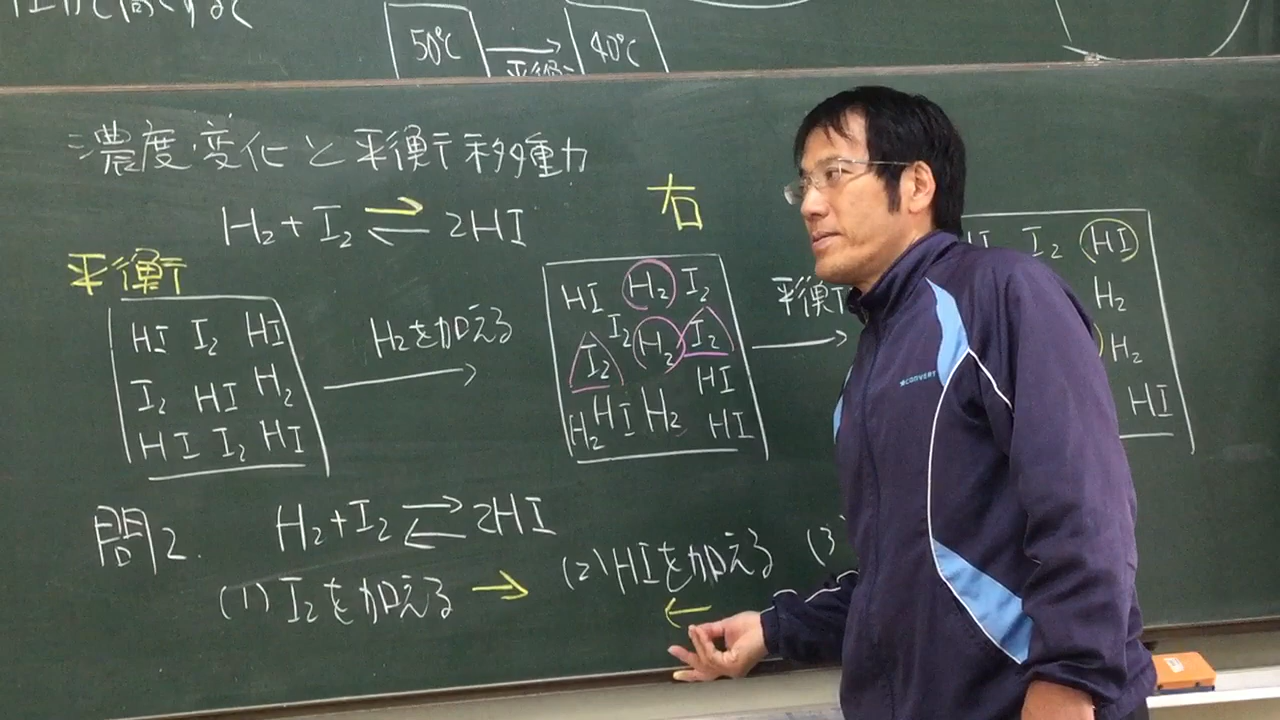 50℃ 40℃
濃度変化と平衡移動
H₂+I₂ ⇄ 2HI
右
平衡
HI I₂ HI
I₂ HI H₂
HI I₂ HI
H₂を加える
HI H₂ I₂
I₂ I₂ H₂ I₂
HI
H₂ HI H₂ HI
平衡
I₂ HI
H₂
H₂
HI
問2. H₂+I₂ ⇄ 2HI
(1) I₂を加える → (2) HIを加える (3)
←
CONVERT